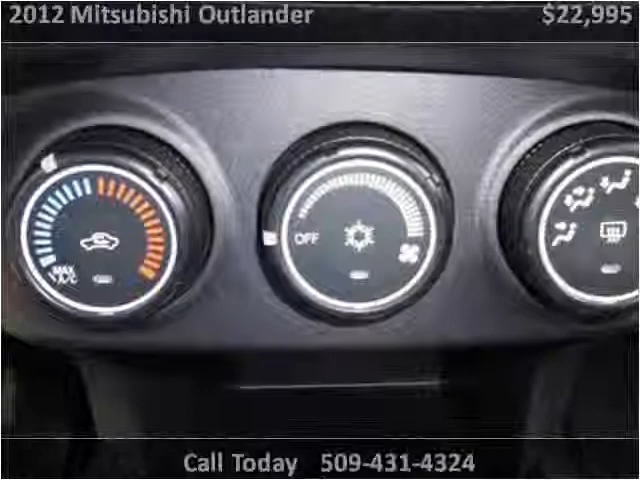 2012 Mitsubishi Outlander $22,995
OFF
MAX
A/C
Call Today 509-431-4324